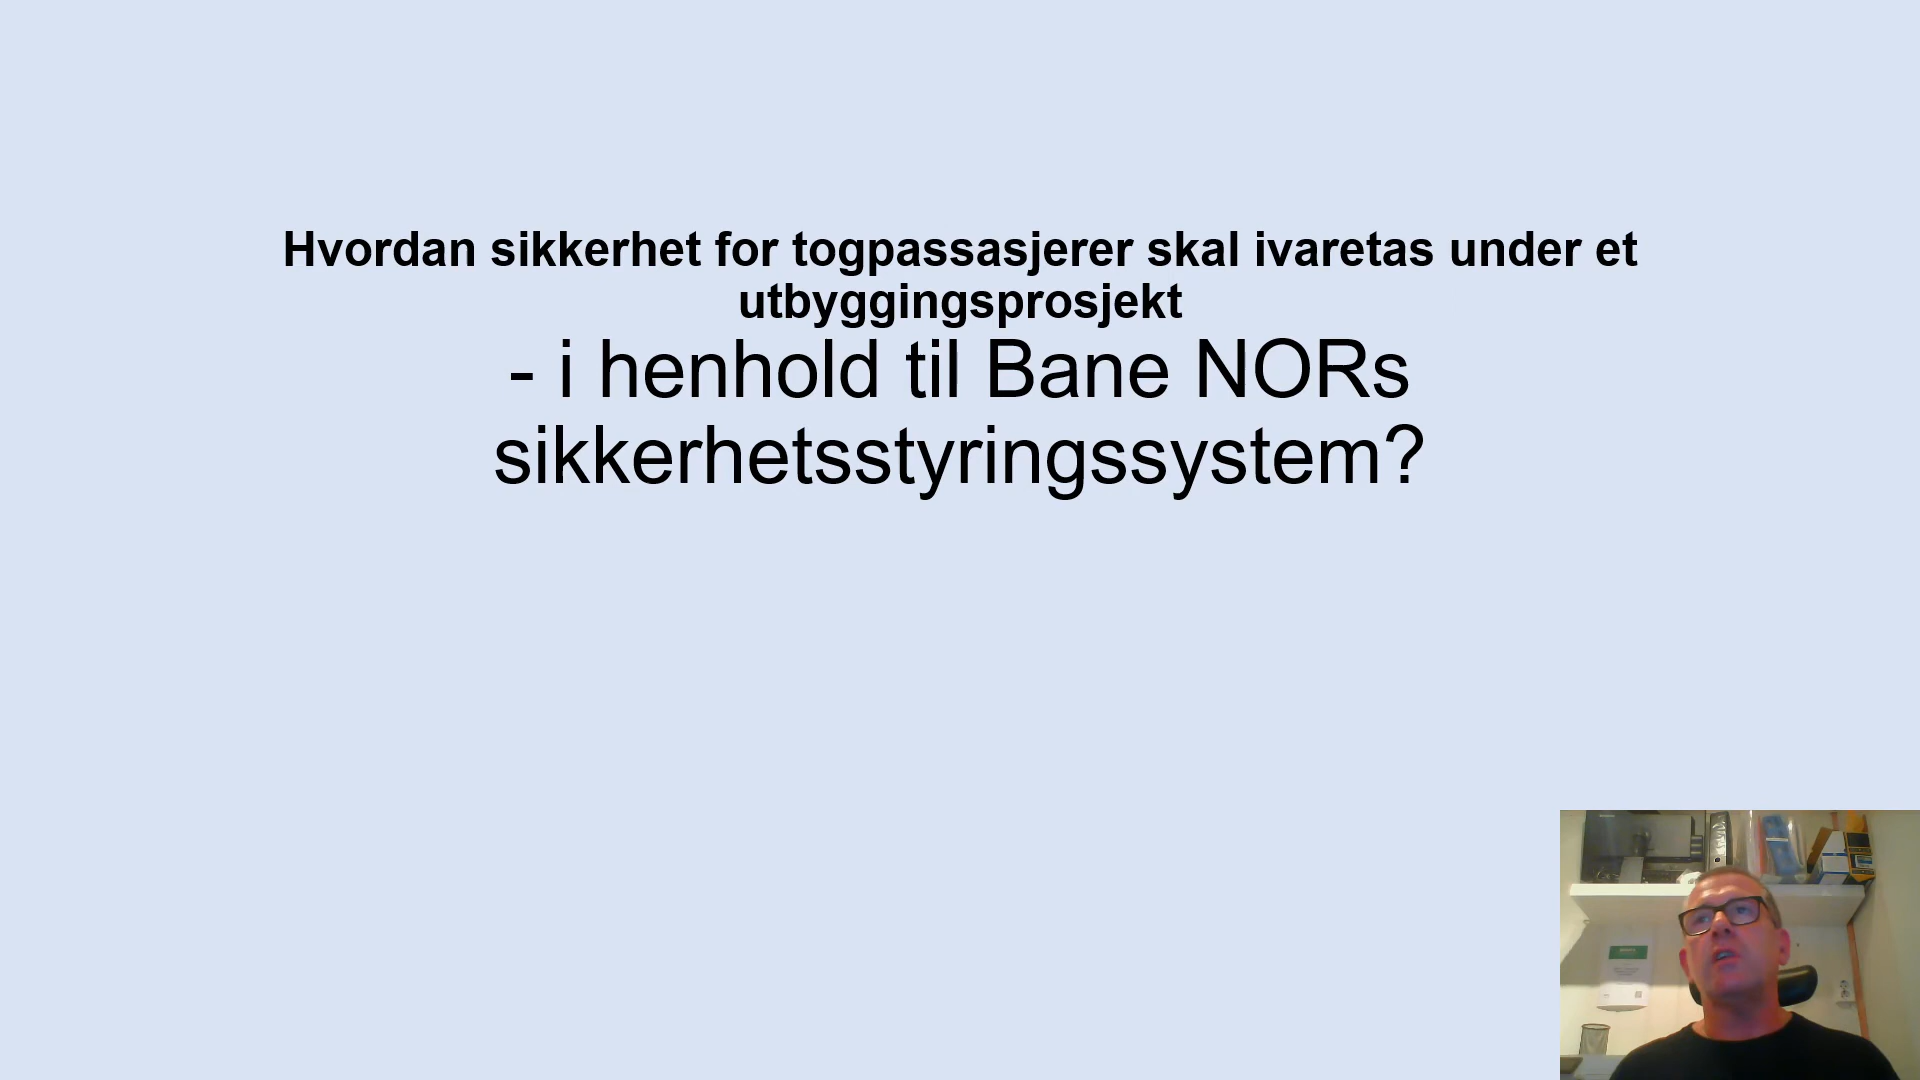 Hvordan sikkerhet for togpassasjerer skal ivaretas under et
utbyggingsprosjekt
- i henhold til Bane NORs
sikkerhetsstyringssystem?